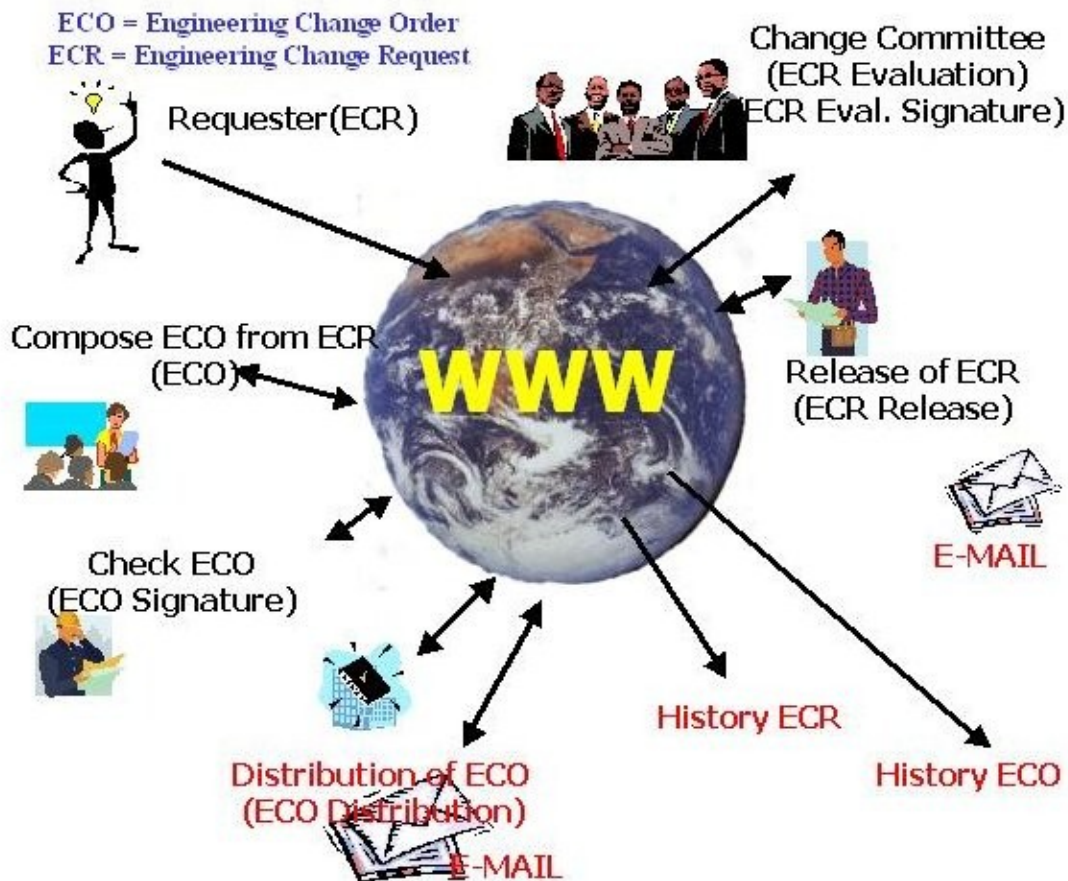 ECO = Engineering Change Order
ECR = Engineering Change Request
Requester(ECR)
Change Committee
(ECR Evaluation)
(ECR Eval. Signature)
Compose ECO from ECR
(ECO)
WWW
Release of ECR
(ECR Release)
E-MAIL
Check ECO
(ECO Signature)
History ECR
History ECO
Distribution of ECO
(ECO Distribution)
E-MAIL